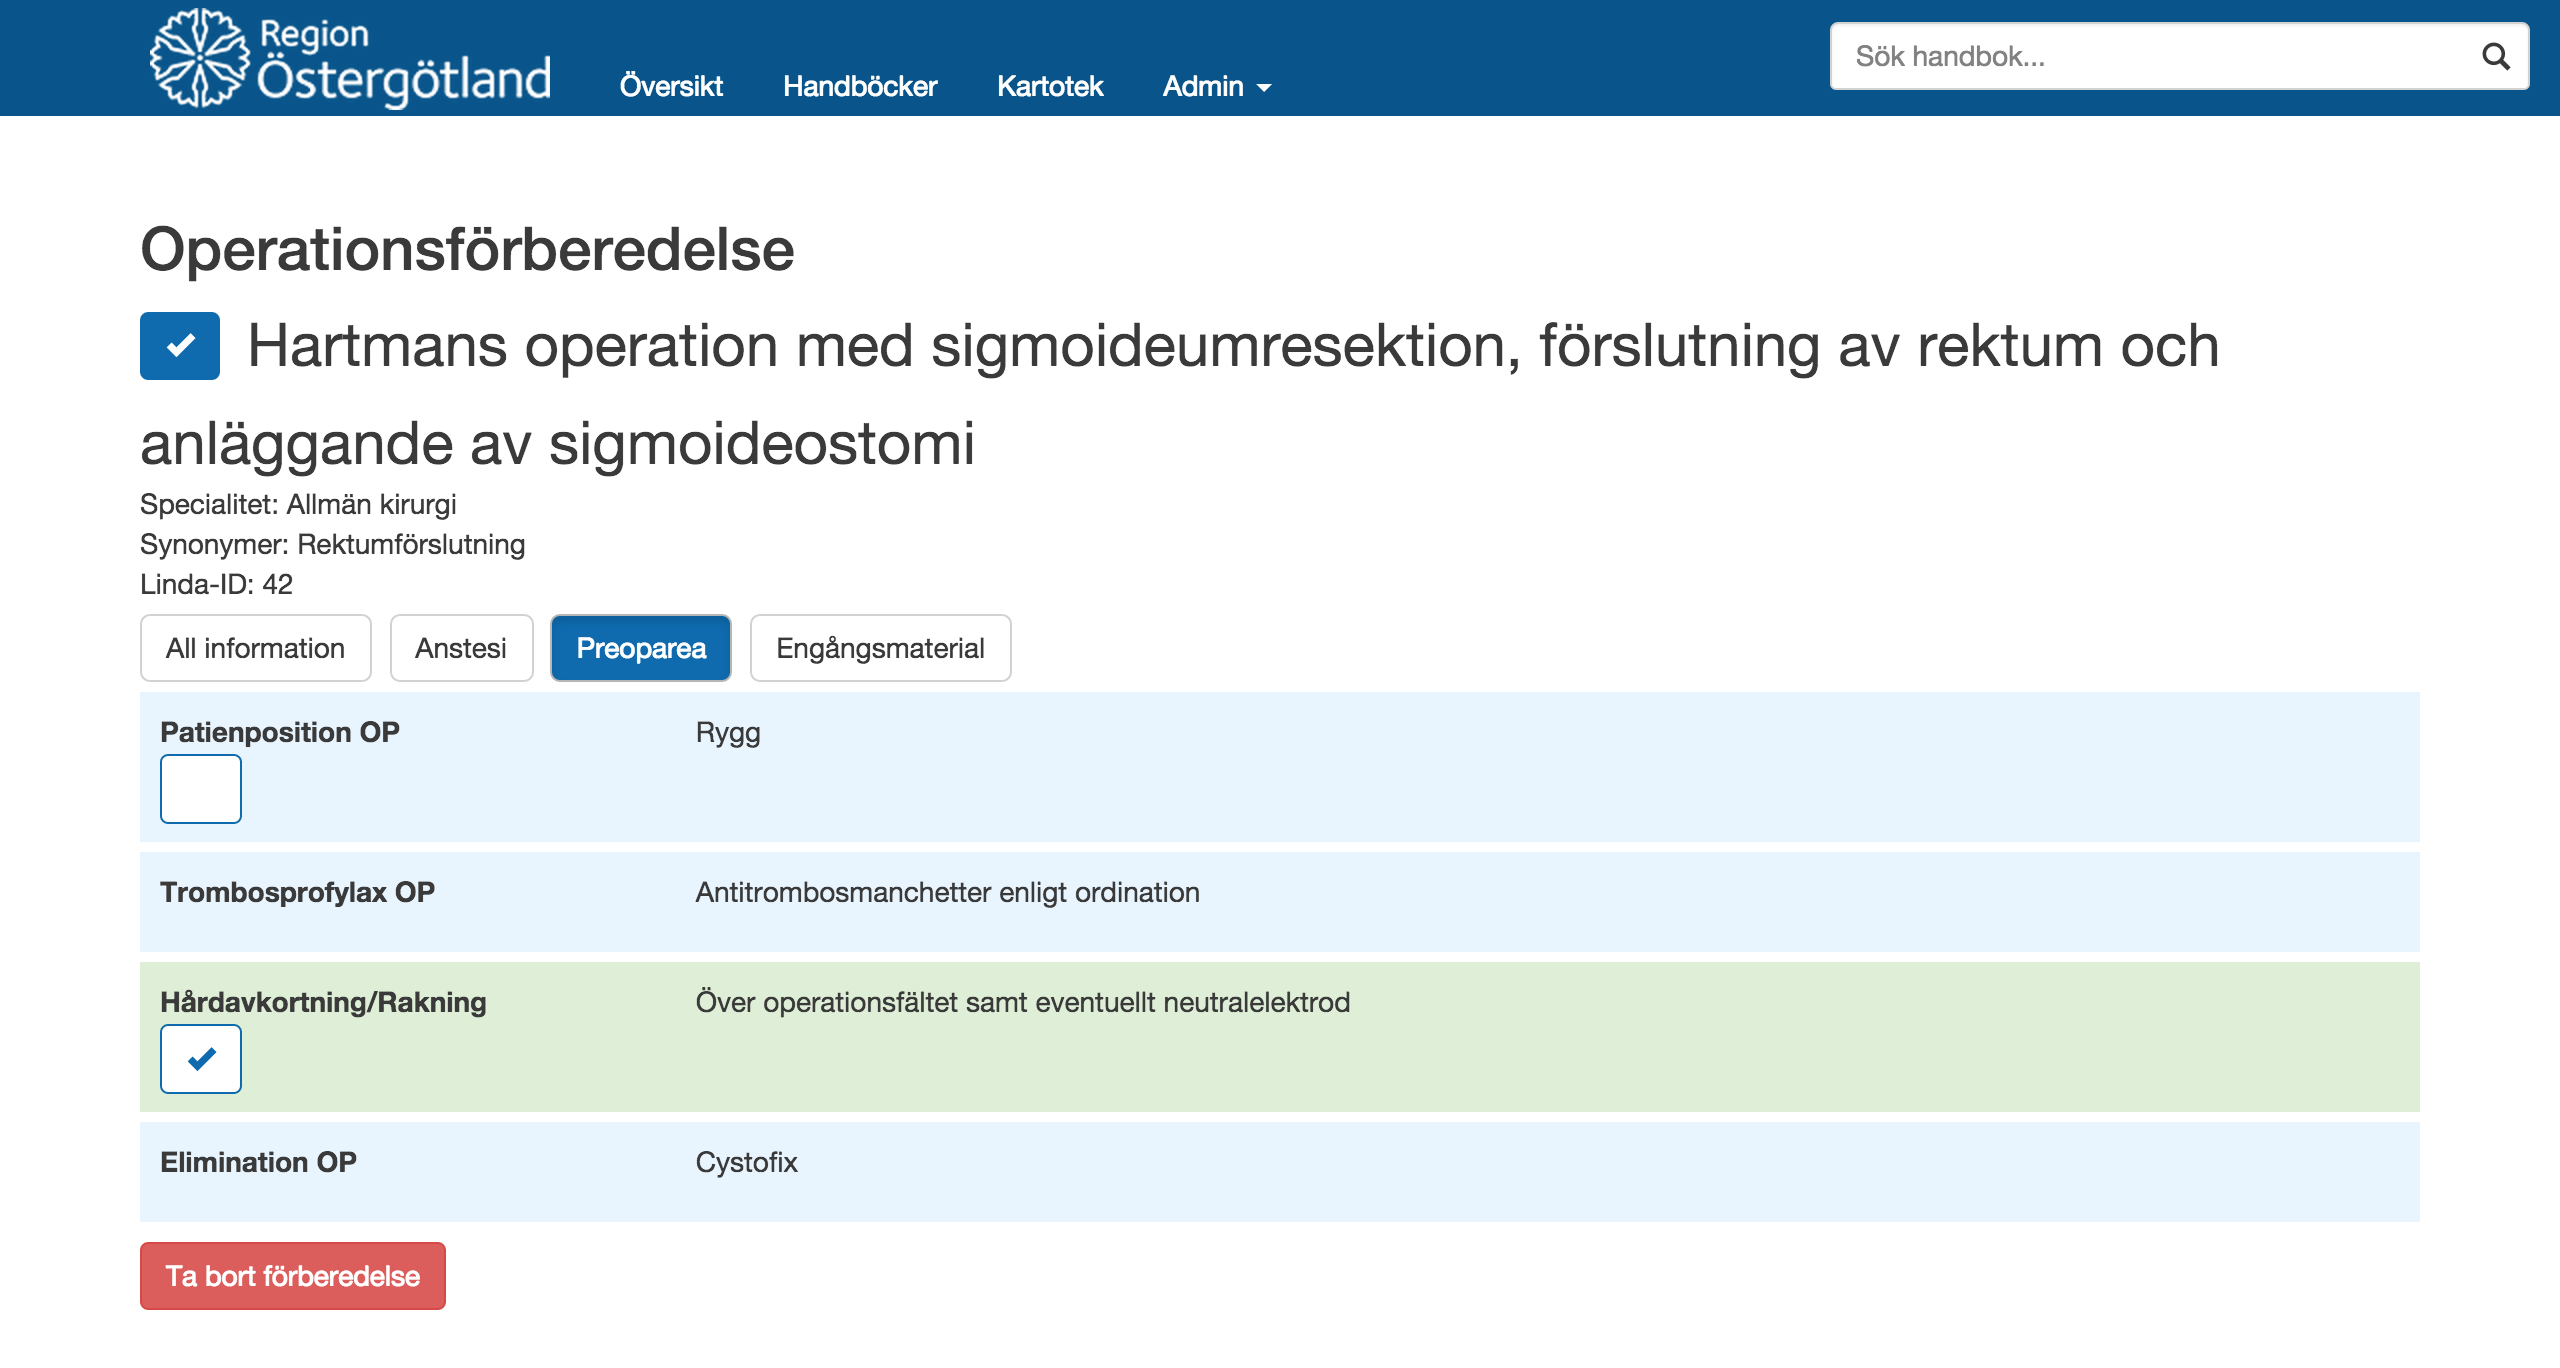 Region
Östergötland
Översikt
Handböcker
Kartotek
Admin
Sök handbok...
Operationsförberedelse
Hartmans operation med sigmoideumresektion, förslutning av rektum och
anläggande av sigmoideostomi
Specialitet: Allmän kirurgi
Synonymer: Rektumförslutning
Linda-ID: 42
All information
Anstesi
Preoparea
Engångsmaterial
Patienposition OP
Rygg
Trombosprofylax OP
Antitrombosmanchetter enligt ordination
Hårdavkortning/Rakning
Över operationsfältet samt eventuellt neutralelektrod
Elimination OP
Cystofix
Ta bort förberedelse